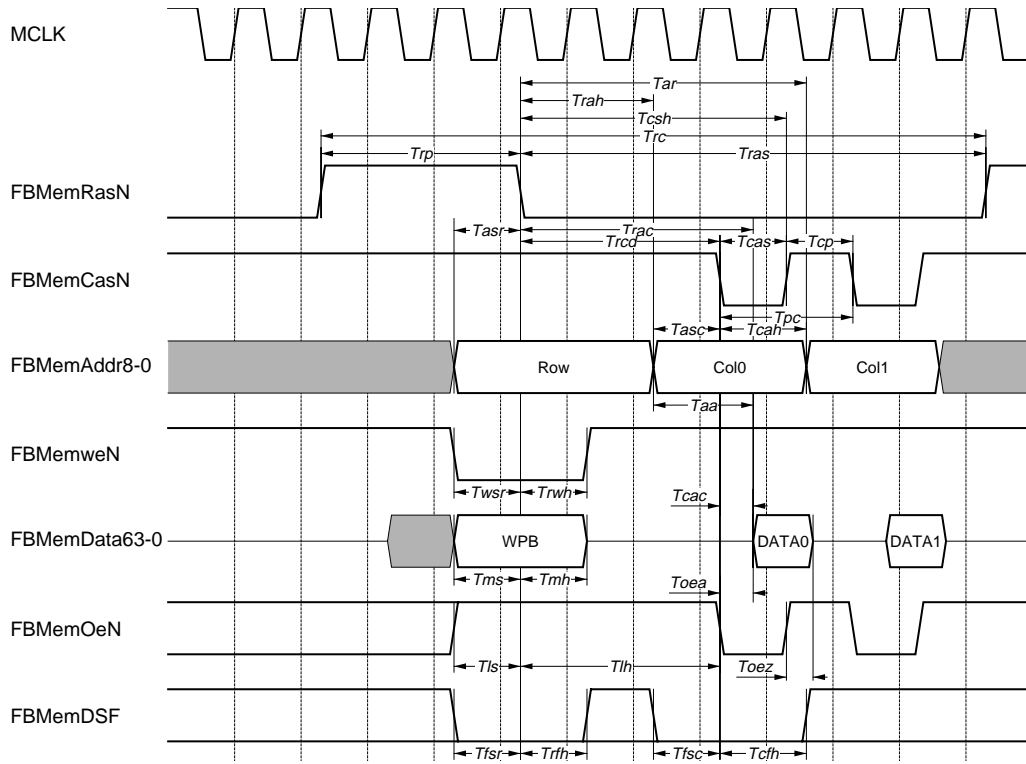 MCLK
Tar
Trah
Tcsh
Trc
Trp Tras
FBMemRasN
Tasr Trac
Trcd Tcas Tcp
FBMemCasN
Tpc
Tasc Tcah
FBMemAddr8-0 Row Col0 Col1
Taa
FBMemweN
Twsr Trwh Tcac
FBMemData63-0 WPB DATA0 DATA1
Tms Tmh Toea
FBMemOeN
Tls Tlh Toez
FBMemDSF
Tfsr Trfh Tfsc Tcfh